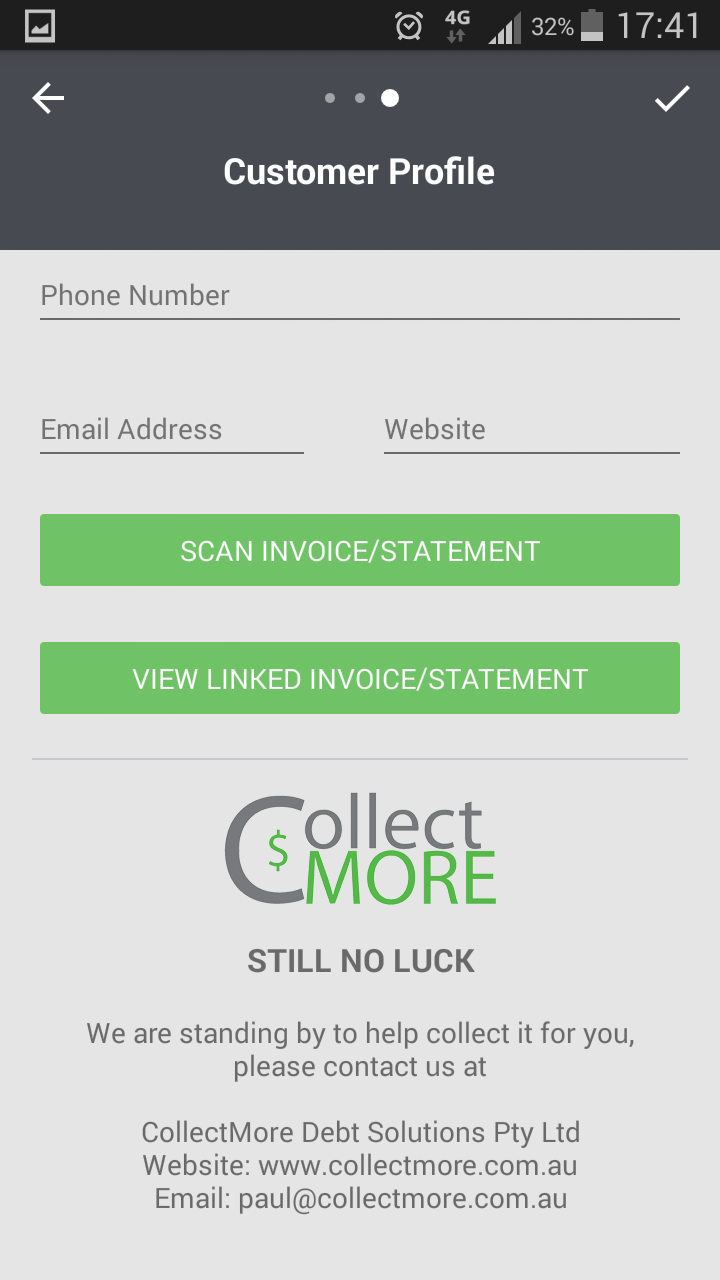 4G 32% 17:41
Customer Profile
Phone Number
Email Address Website
SCAN INVOICE/STATEMENT
VIEW LINKED INVOICE/STATEMENT
Collect
$ MORE
STILL NO LUCK
We are standing by to help collect it for you,
please contact us at
CollectMore Debt Solutions Pty Ltd
Website: www.collectmore.com.au
Email: paul@collectmore.com.au